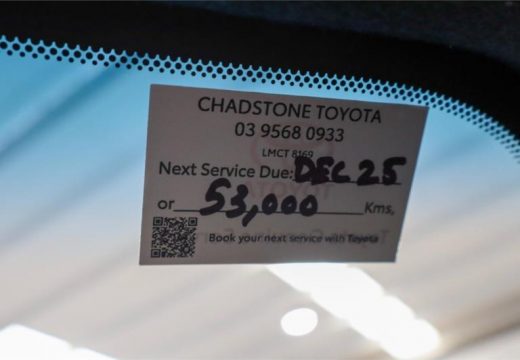 CHADSTONE TOYOTA
03 9568 0933
LMCT 8169
Next Service Due: DEC 25
or 53,000 Kms,
Book your next service with Toyota